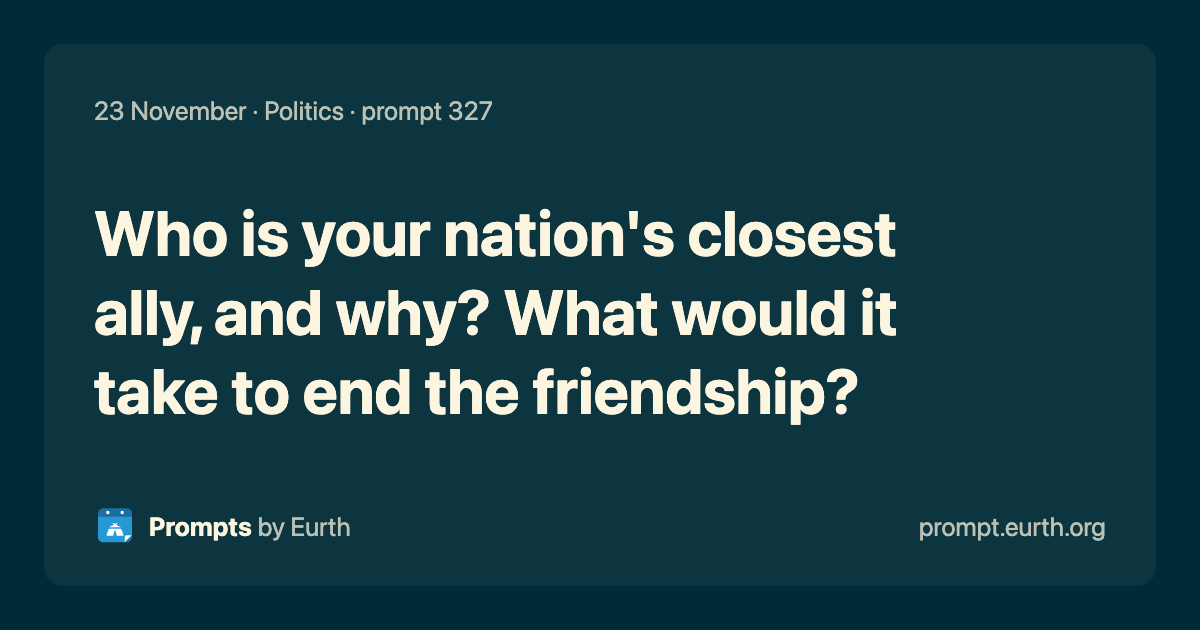 23 November · Politics · prompt 327
Who is your nation's closest
ally, and why? What would it
take to end the friendship?
Prompts by Eurth
prompt.eurth.org